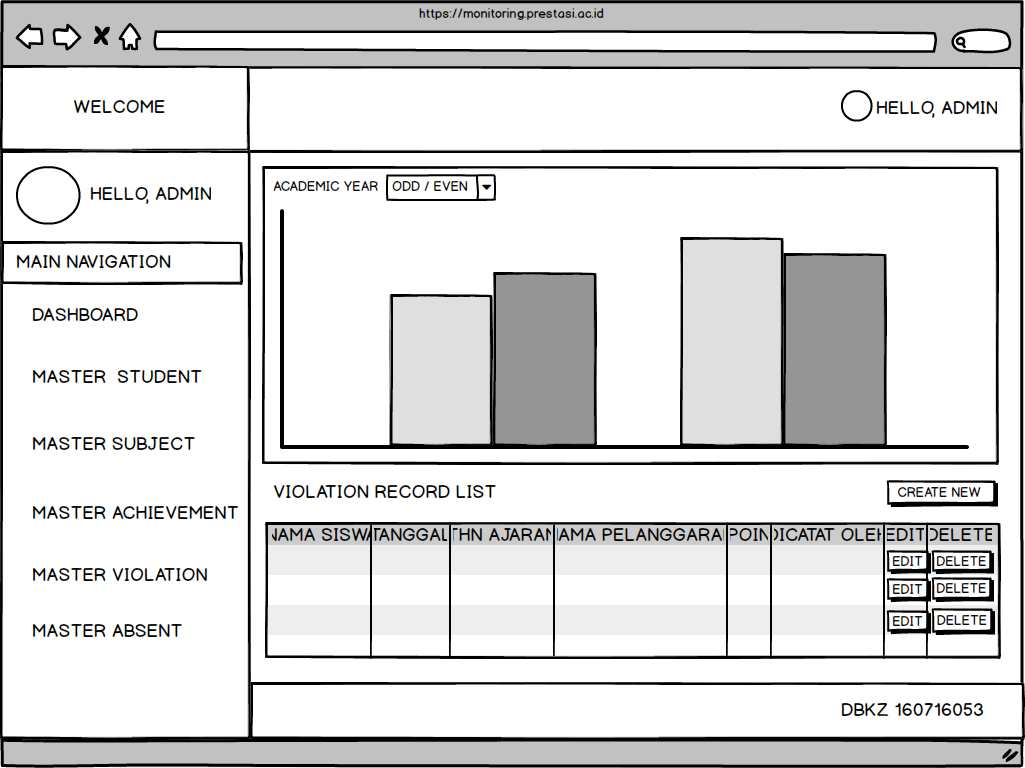 https://monitoring.prestasi.ac.id
WELCOME
HELLO, ADMIN
HELLO, ADMIN
MAIN NAVIGATION
DASHBOARD
MASTER STUDENT
MASTER SUBJECT
MASTER ACHIEVEMENT
MASTER VIOLATION
MASTER ABSENT
ACADEMIC YEAR ODD / EVEN
VIOLATION RECORD LIST CREATE NEW
NAMA SISWA TANGGAL THN AJARAN NAMA PELANGGARAN POIN DICATAT OLEH EDIT DELETE
EDIT DELETE
EDIT DELETE
EDIT DELETE
DBKZ 160716053